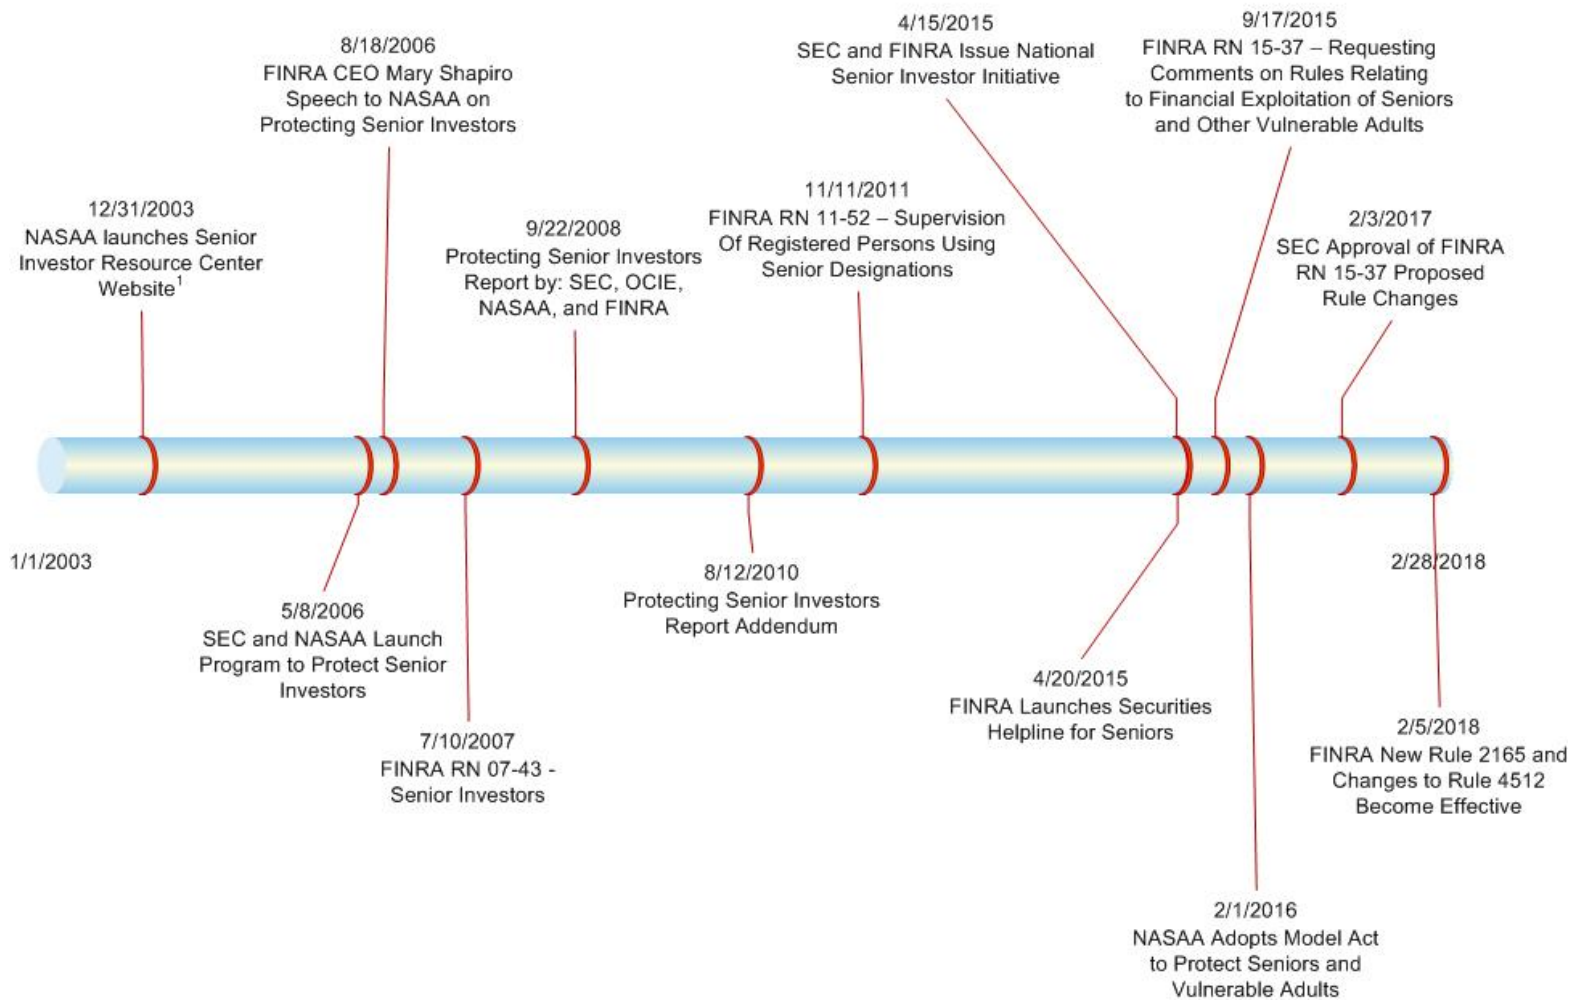 4/15/2015
SEC and FINRA Issue National
Senior Investor Initiative
9/17/2015
FINRA RN 15-37 – Requesting
Comments on Rules Relating
to Financial Exploitation of Seniors
and Other Vulnerable Adults
8/18/2006
FINRA CEO Mary Shapiro
Speech to NASAA on
Protecting Senior Investors
12/31/2003
NASAA launches Senior
Investor Resource Center
Website1
9/22/2008
Protecting Senior Investors
Report by: SEC, OCIE,
NASAA, and FINRA
11/11/2011
FINRA RN 11-52 – Supervision
Of Registered Persons Using
Senior Designations
2/3/2017
SEC Approval of FINRA
RN 15-37 Proposed
Rule Changes
1/1/2003
2/28/2018
5/8/2006
SEC and NASAA Launch
Program to Protect Senior
Investors
7/10/2007
FINRA RN 07-43 -
Senior Investors
8/12/2010
Protecting Senior Investors
Report Addendum
4/20/2015
FINRA Launches Securities
Helpline for Seniors
2/5/2018
FINRA New Rule 2165 and
Changes to Rule 4512
Become Effective
2/1/2016
NASAA Adopts Model Act
to Protect Seniors and
Vulnerable Adults